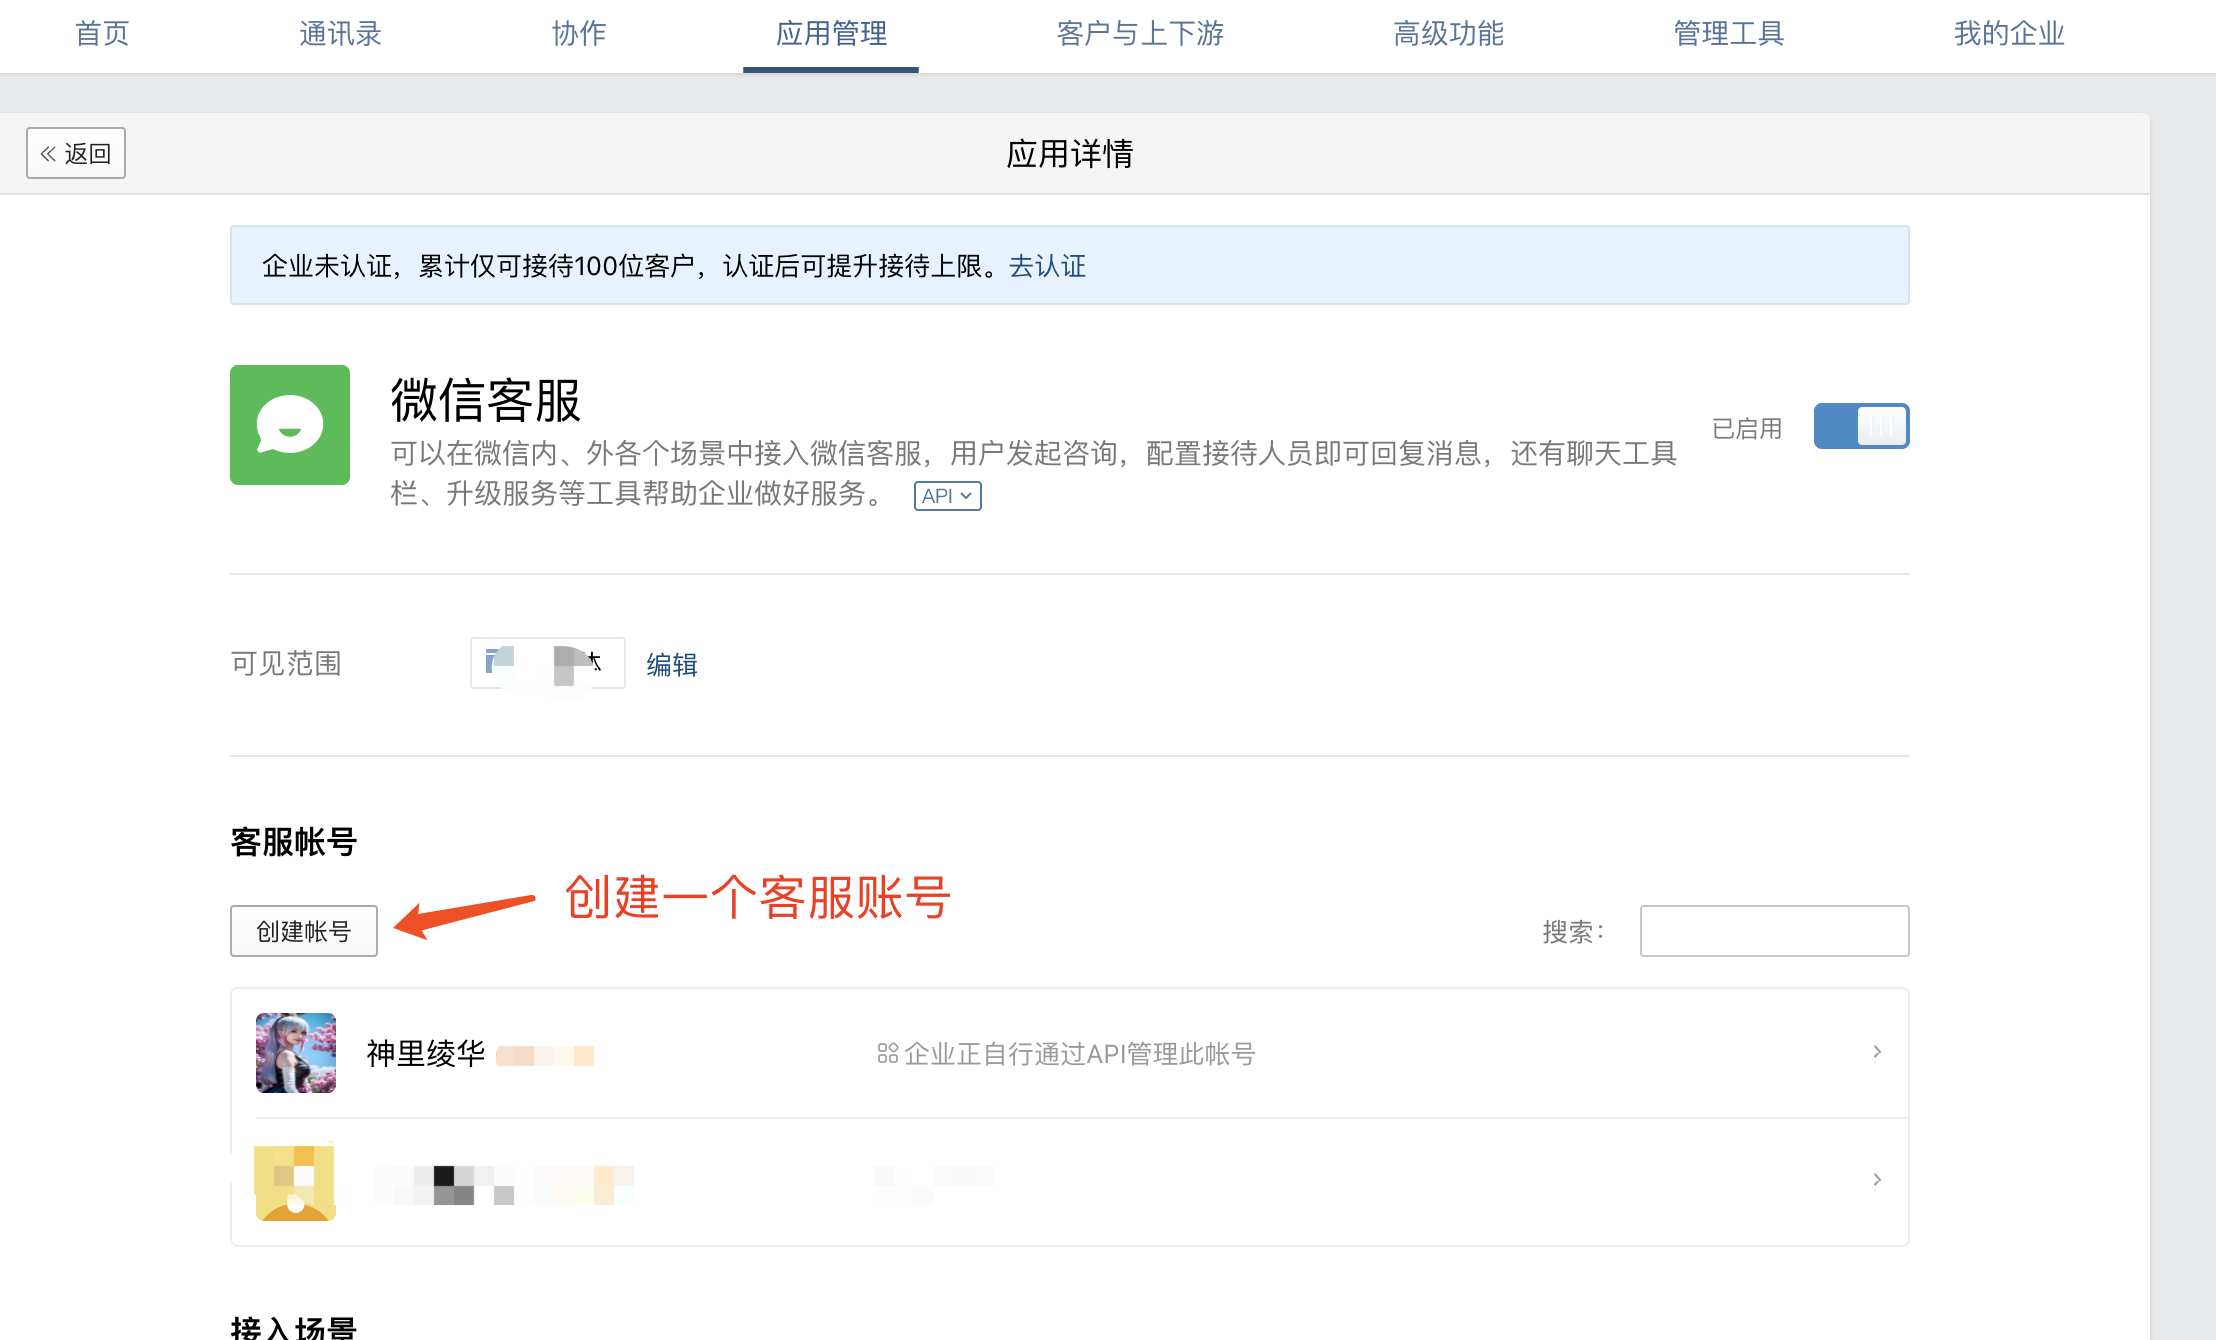 首页 通讯录 协作 应用管理 客户与上下游 高级功能 管理工具 我的企业
« 返回
应用详情
企业未认证，累计仅可接待100位客户，认证后可提升接待上限。去认证
微信客服
可以在微信内、外各个场景中接入微信客服，用户发起咨询，配置接待人员即可回复消息，还有聊天工具
栏、升级服务等工具帮助企业做好服务。 API
已启用
可见范围 编辑
客服帐号
创建一个客服账号
创建帐号
搜索：
神里绫华 企业正自行通过API管理此帐号
接入场景